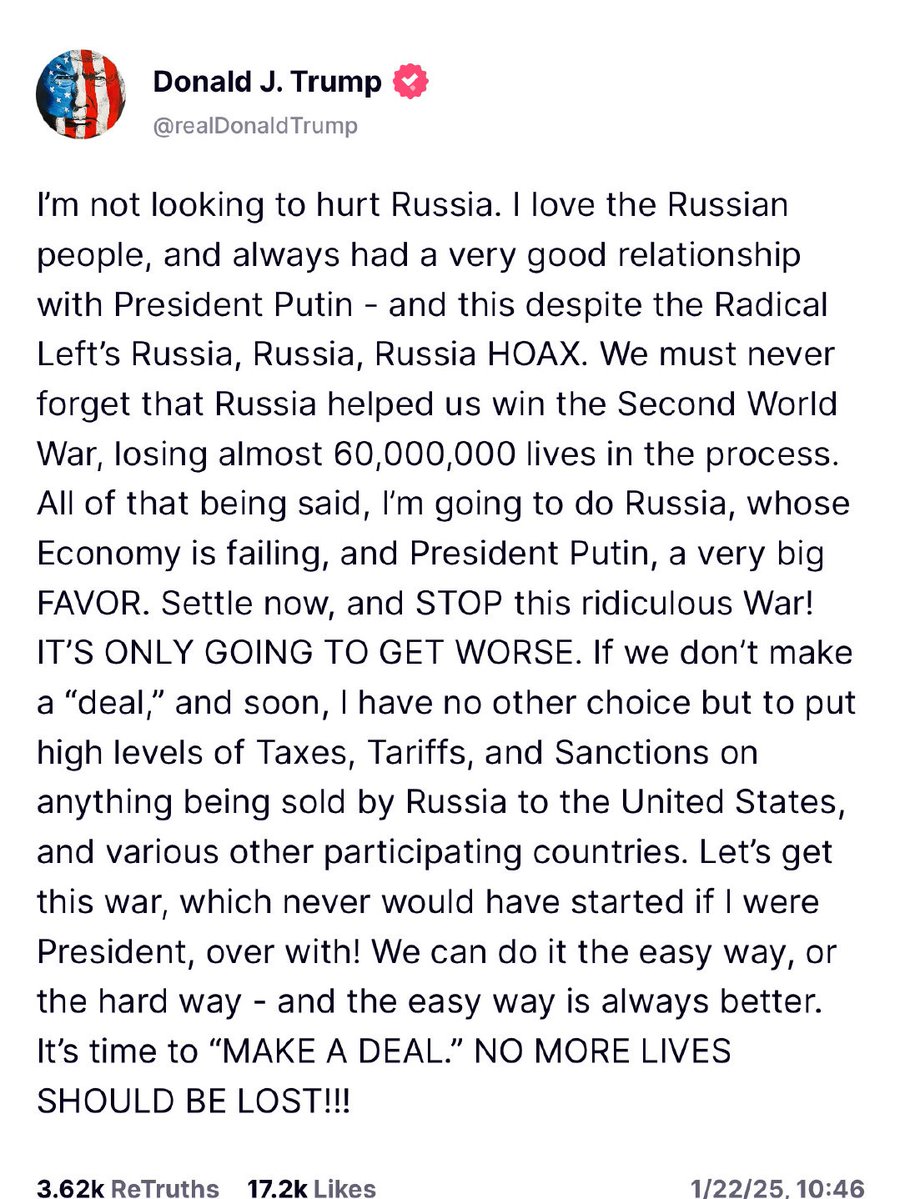 Donald J. Trump
@realDonaldTrump
I’m not looking to hurt Russia. I love the Russian
people, and always had a very good relationship
with President Putin - and this despite the Radical
Left’s Russia, Russia, Russia HOAX. We must never
forget that Russia helped us win the Second World
War, losing almost 60,000,000 lives in the process.
All of that being said, I’m going to do Russia, whose
Economy is failing, and President Putin, a very big
FAVOR. Settle now, and STOP this ridiculous War!
IT’S ONLY GOING TO GET WORSE. If we don’t make
a “deal,” and soon, I have no other choice but to put
high levels of Taxes, Tariffs, and Sanctions on
anything being sold by Russia to the United States,
and various other participating countries. Let’s get
this war, which never would have started if I were
President, over with! We can do it the easy way, or
the hard way - and the easy way is always better.
It’s time to “MAKE A DEAL.” NO MORE LIVES
SHOULD BE LOST!!!
3.62k ReTruths 17.2k Likes 1/22/25, 10:46